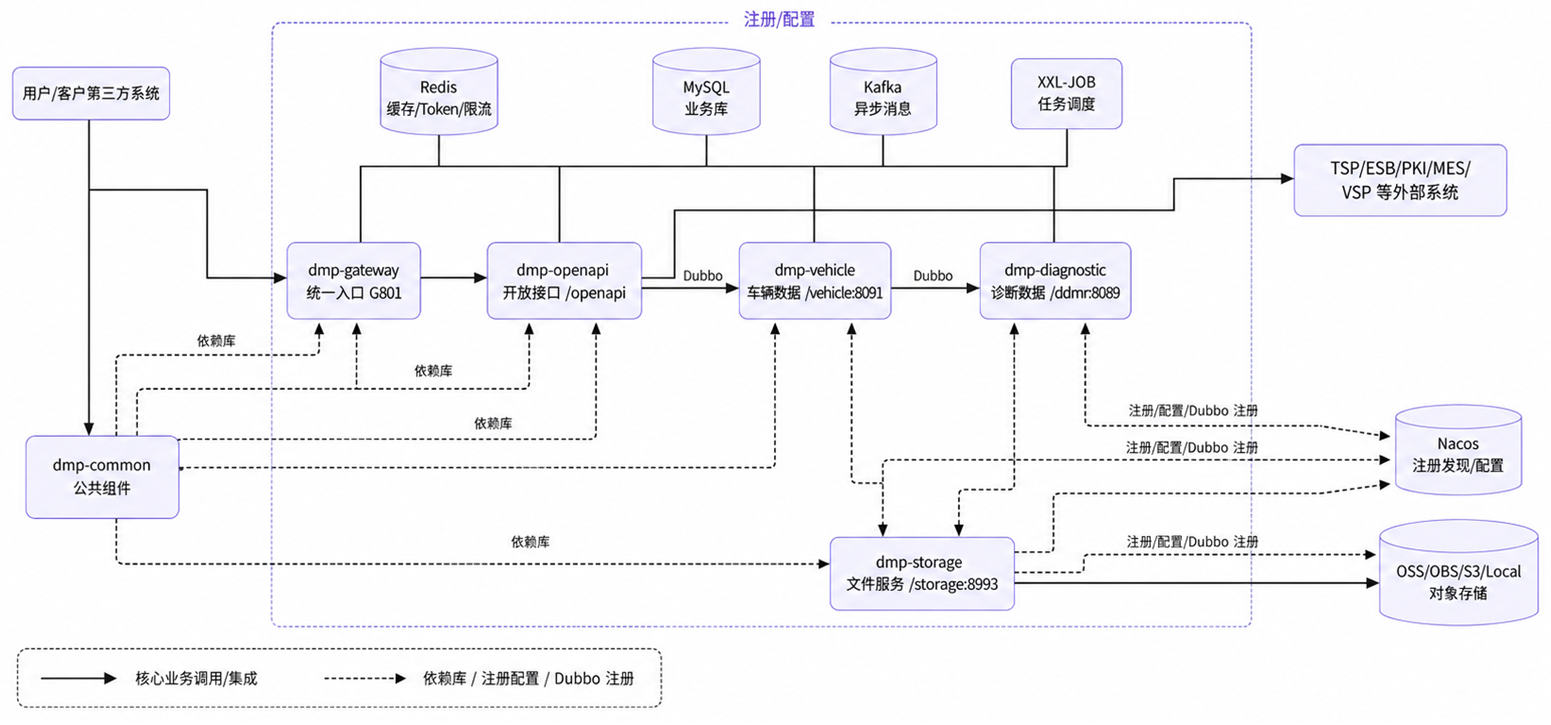 注册/配置
用户/客户第三方系统
Redis
缓存/Token/限流
MySQL
业务库
Kafka
异步消息
XXL-JOB
任务调度
TSP/ESB/PKI/MES/
VSP 等外部系统
dmp-gateway
统一入口 G801
dmp-openapi
开放接口 /openapi
Dubbo
dmp-vehicle
车辆数据 /vehicle:8091
Dubbo
dmp-diagnostic
诊断数据 /ddmr:8089
依赖库
依赖库
依赖库
注册/配置/Dubbo 注册
注册/配置/Dubbo 注册
Nacos
注册发现/配置
dmp-common
公共组件
依赖库
注册/配置/Dubbo 注册
dmp-storage
文件服务 /storage:8993
OSS/OBS/S3/Local
对象存储
核心业务调用/集成
依赖库 / 注册配置 / Dubbo 注册